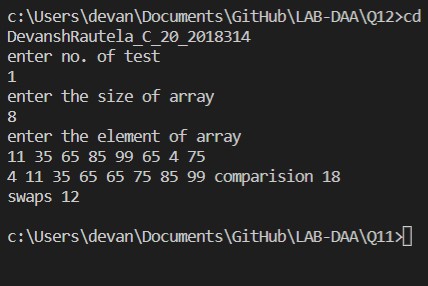 c:\Users\devan\Documents\GitHub\LAB-DAA\Q12>cd
DevanshRautela_C_20_2018314
enter no. of test
1
enter the size of array
8
enter the element of array
11 35 65 85 99 65 4 75
4 11 35 65 65 75 85 99 comparision 18
swaps 12
c:\Users\devan\Documents\GitHub\LAB-DAA\Q11>